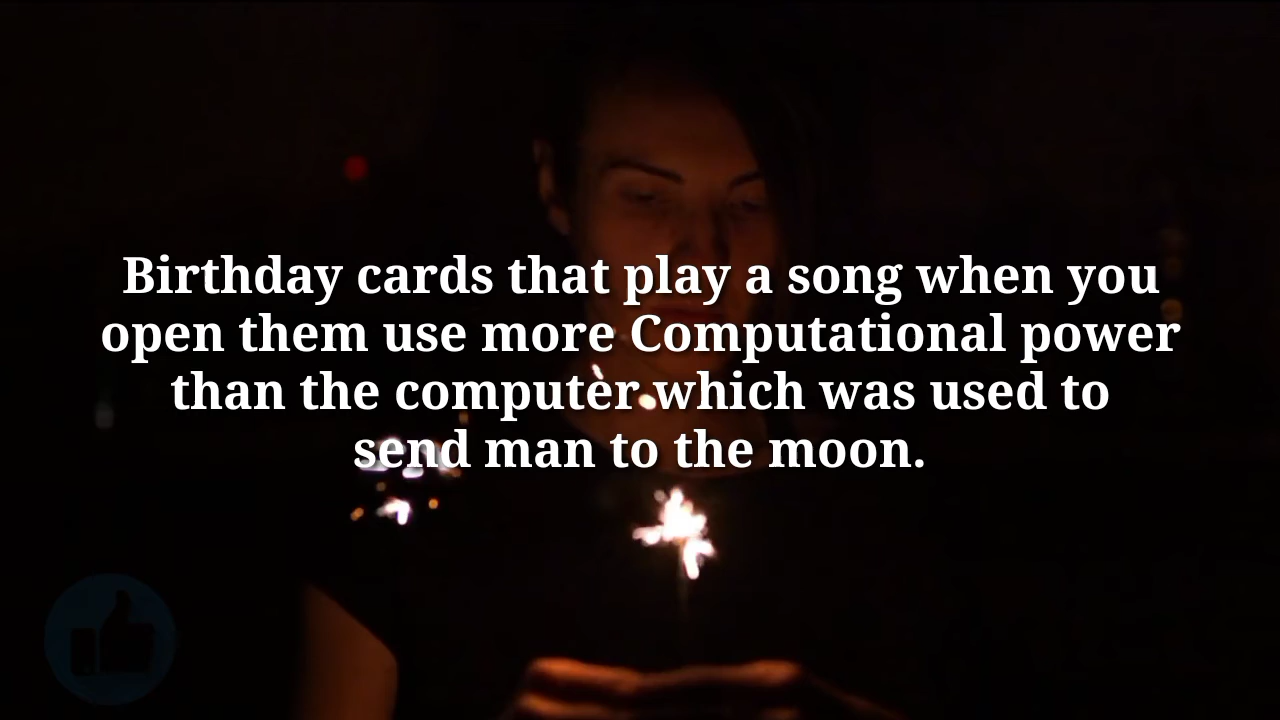 Birthday cards that play a song when you
open them use more Computational power
than the computer which was used to
send man to the moon.